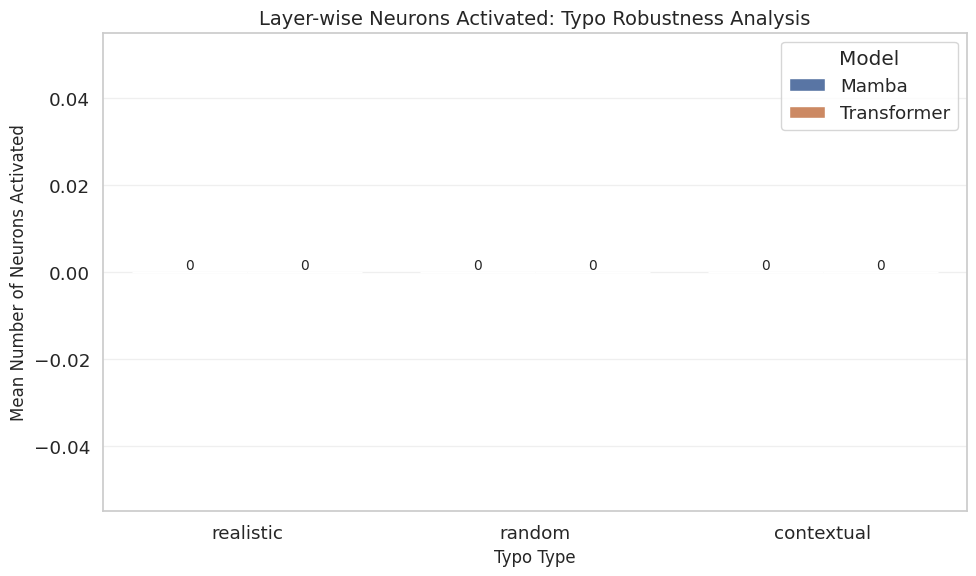 Layer-wise Neurons Activated: Typo Robustness Analysis
Model
Mamba
Transformer
Mean Number of Neurons Activated
0.04
0.02
0.00
−0.02
−0.04
0 0 0 0 0 0
realistic random contextual
Typo Type